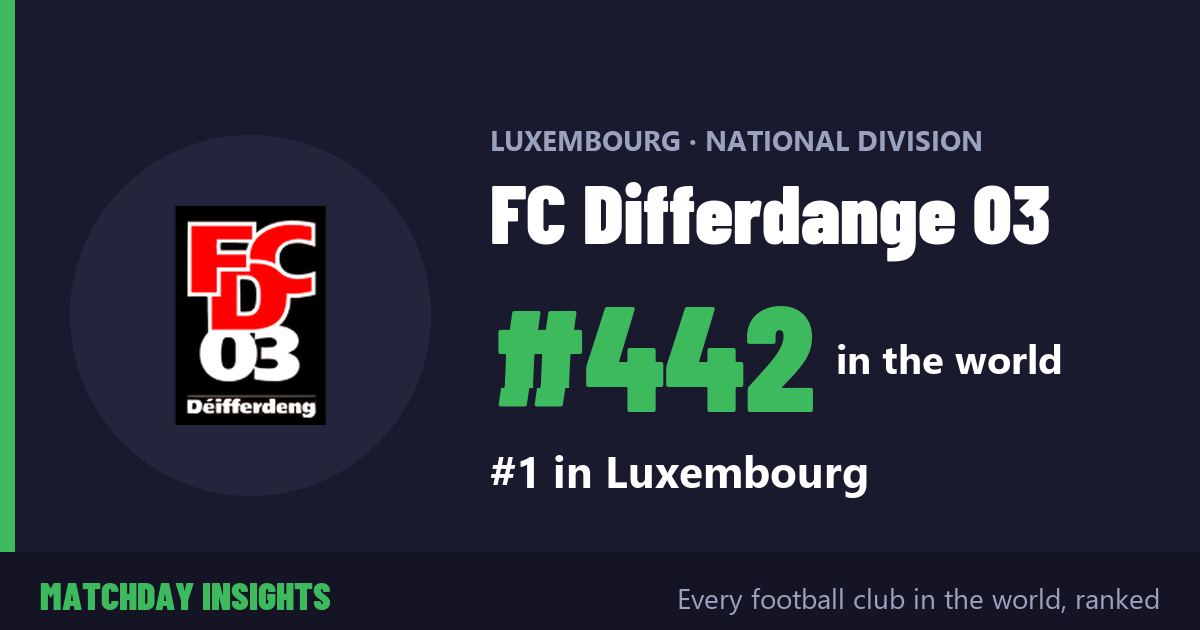 FCD
03
Déifferdeng
LUXEMBOURG · NATIONAL DIVISION
FC Differdange 03
#442 in the world
#1 in Luxembourg
MATCHDAY INSIGHTS
Every football club in the world, ranked